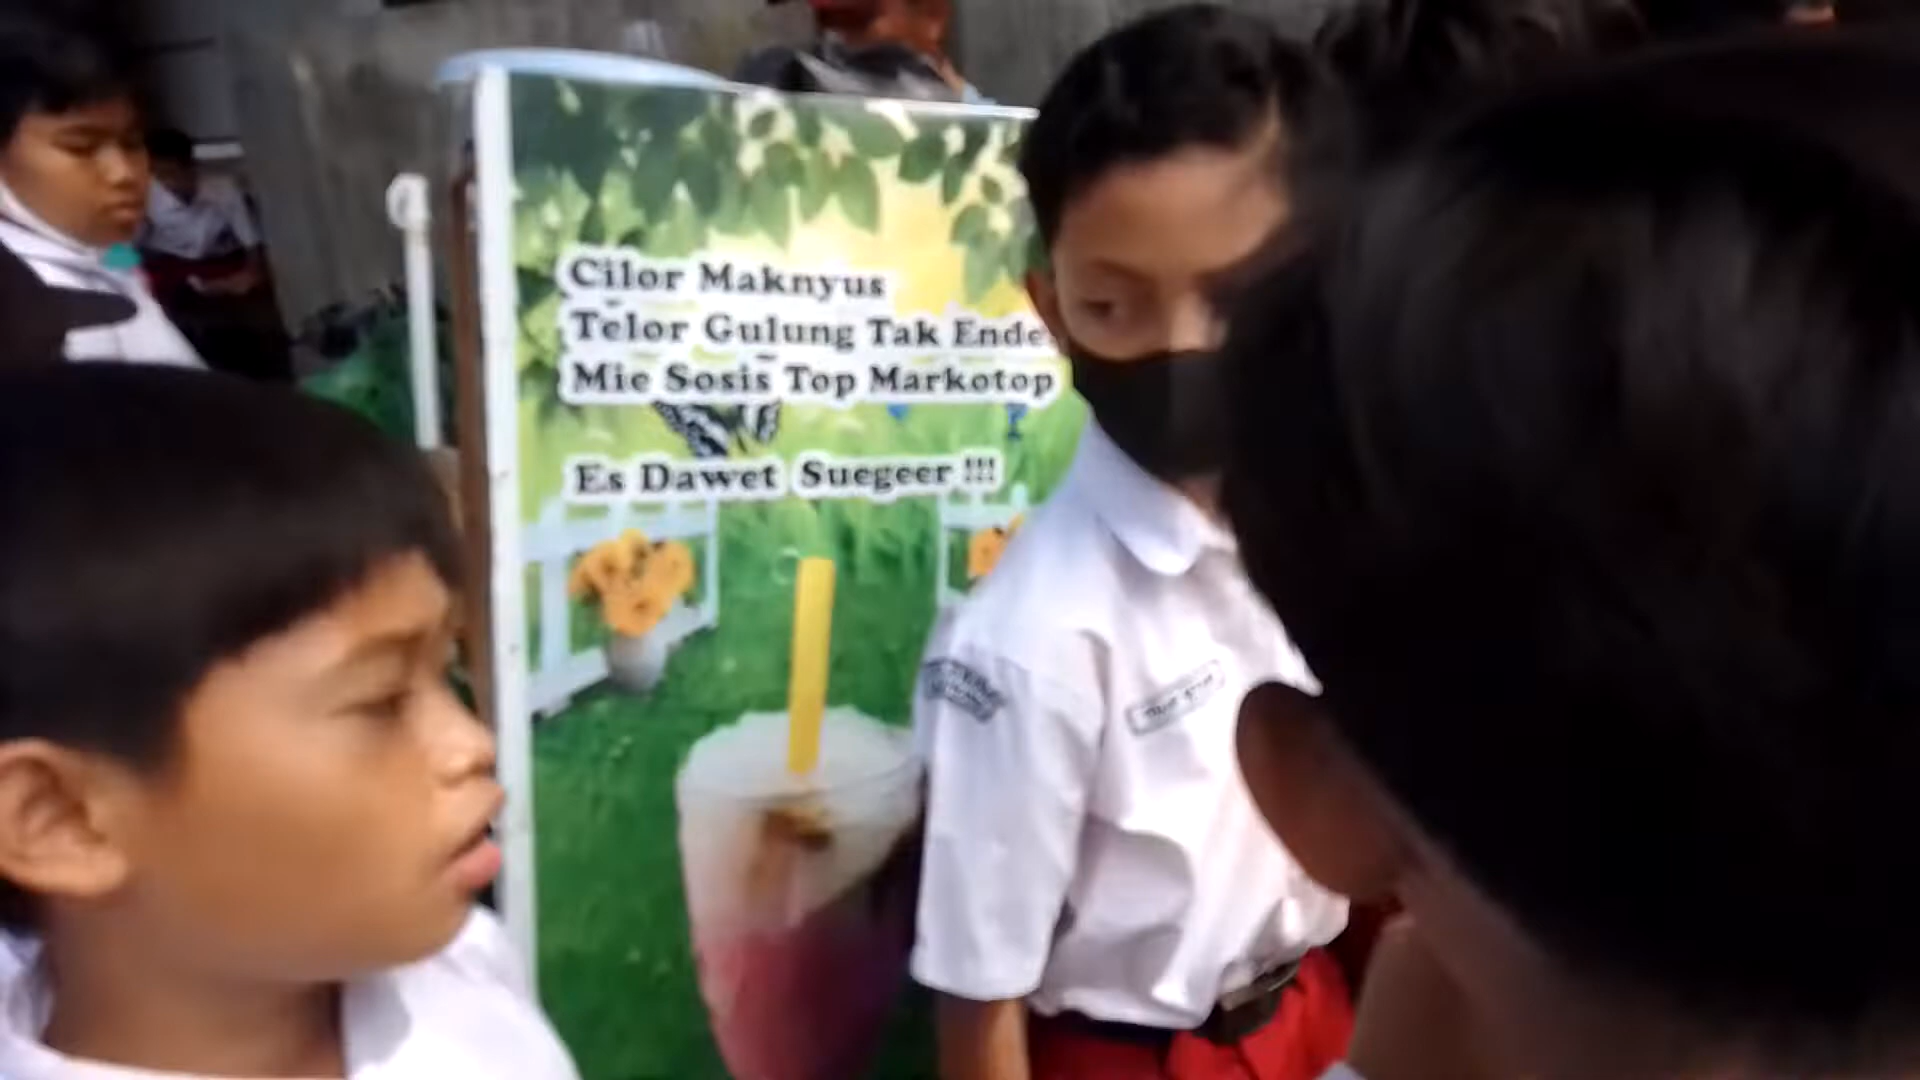 Cilor Maknyus
Telor Gulung Tak Ende
Mie Sosis Top Markotop
Es Dawet Suegeer !!!